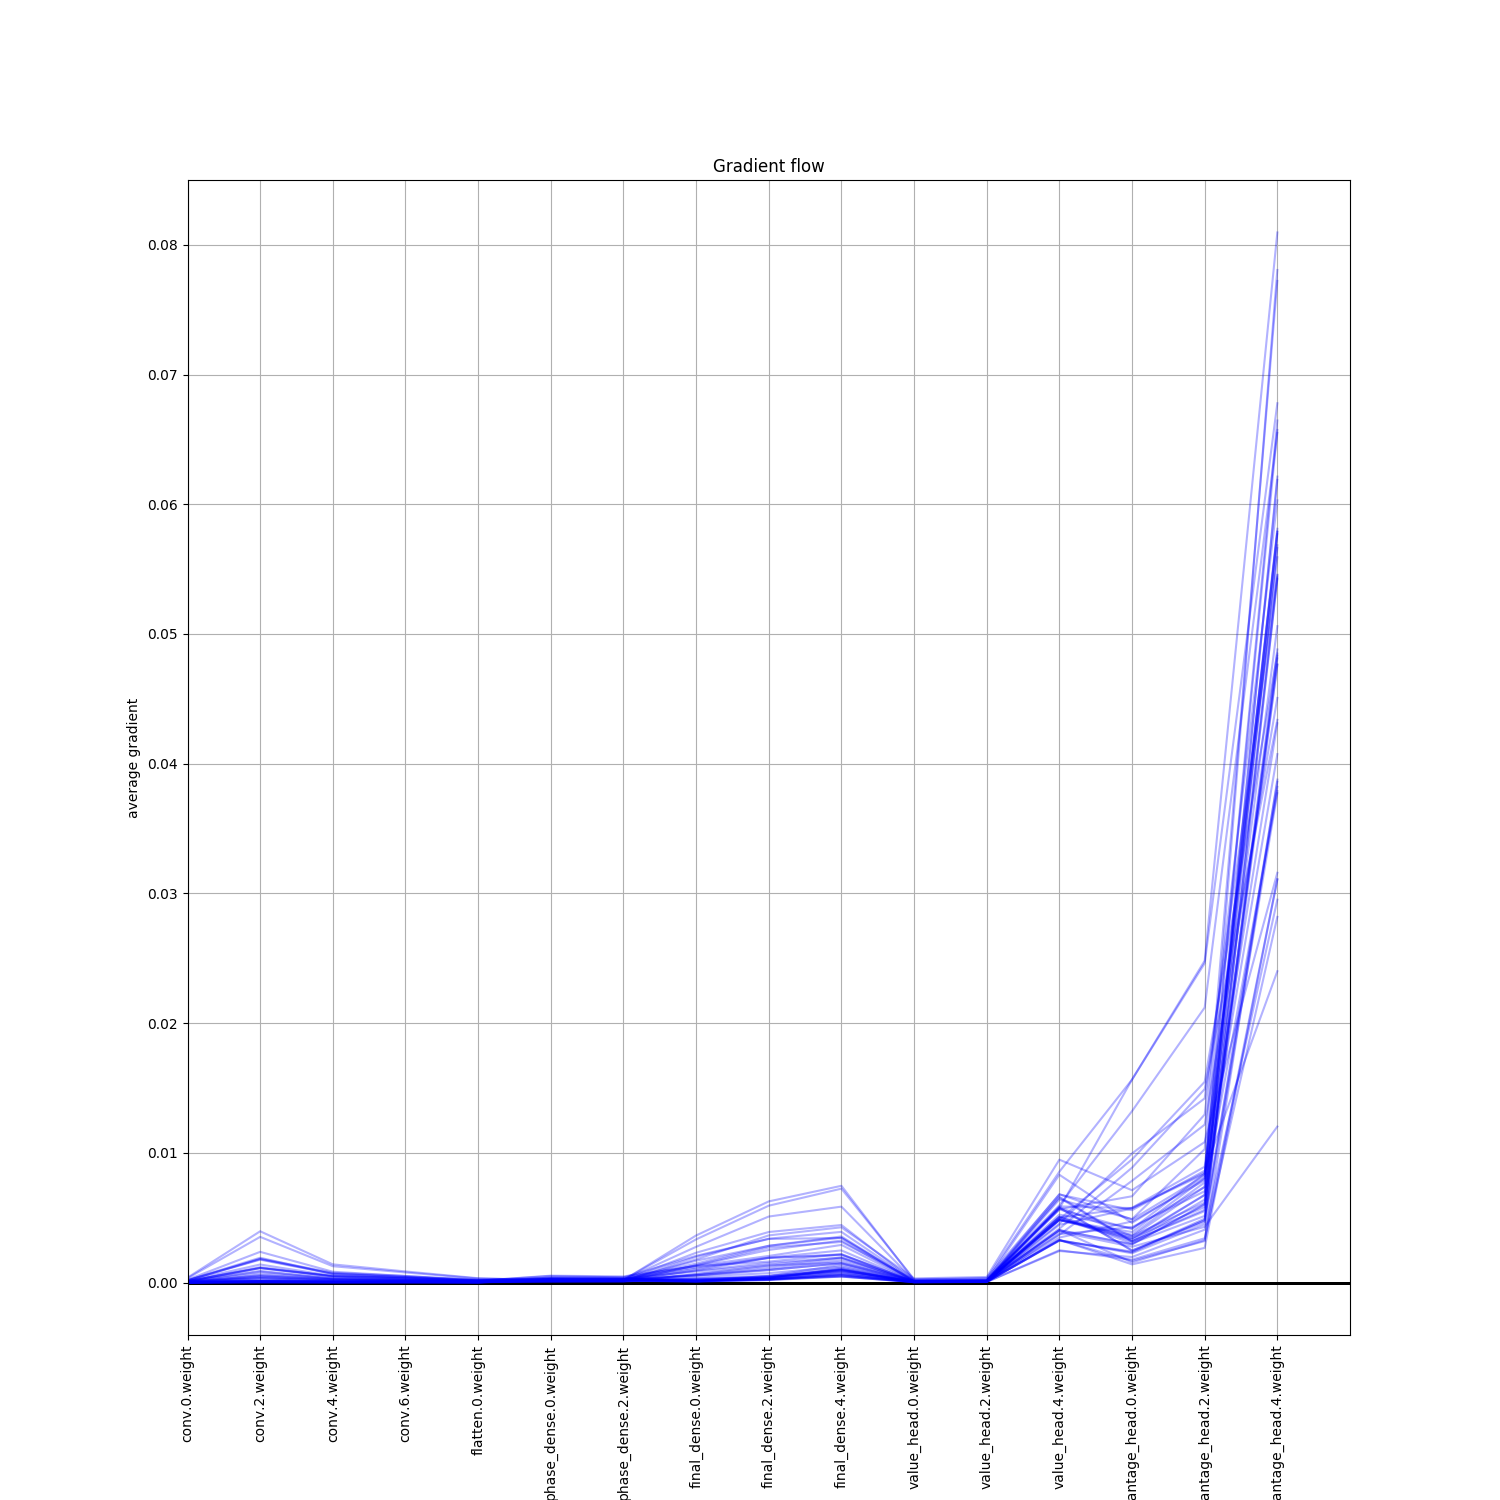 Gradient flow
average gradient
0.08
0.07
0.06
0.05
0.04
0.03
0.02
0.01
0.00
conv.0.weight
conv.2.weight
conv.4.weight
conv.6.weight
flatten.0.weight
phase_dense.0.weight
phase_dense.2.weight
final_dense.0.weight
final_dense.2.weight
final_dense.4.weight
value_head.0.weight
value_head.2.weight
value_head.4.weight
antage_head.0.weight
antage_head.2.weight
antage_head.4.weight